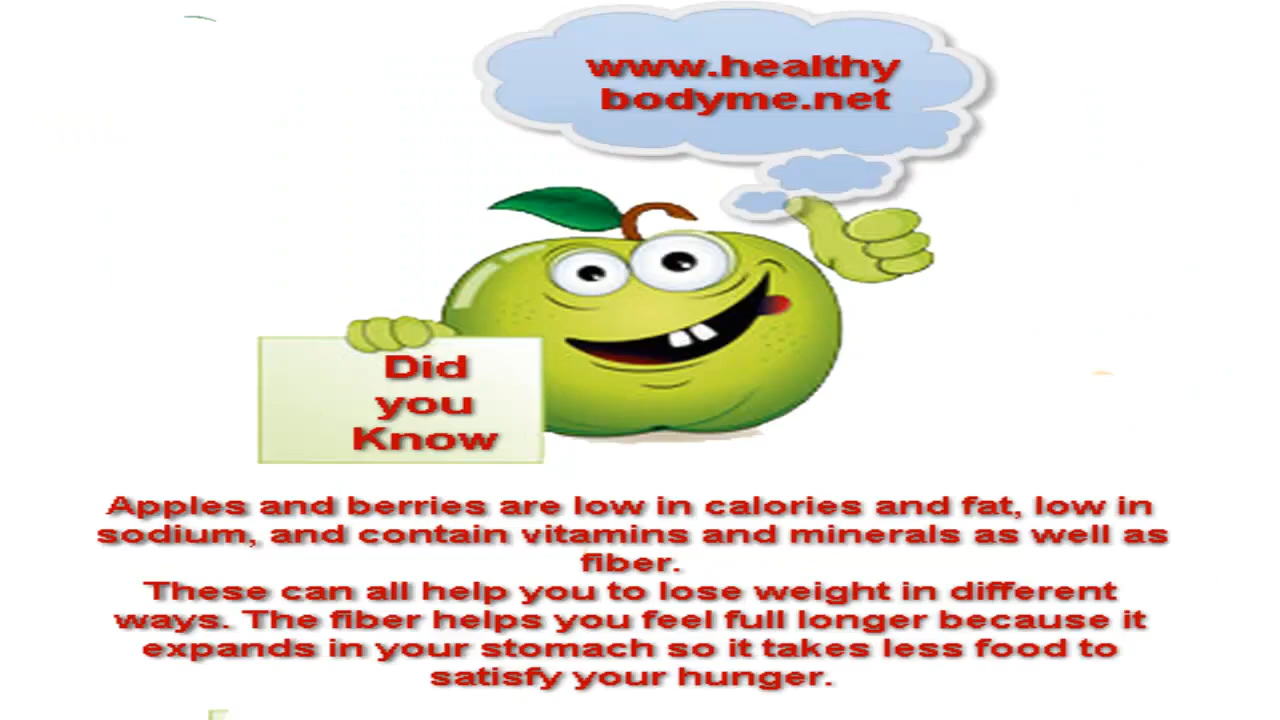 www.healthy
bodyme.net
Did
you
Know
Apples and berries are low in calories and fat, low in
sodium, and contain vitamins and minerals as well as
fiber.
These can all help you to lose weight in different
ways. The fiber helps you feel full longer because it
expands in your stomach so it takes less food to
satisfy your hunger.